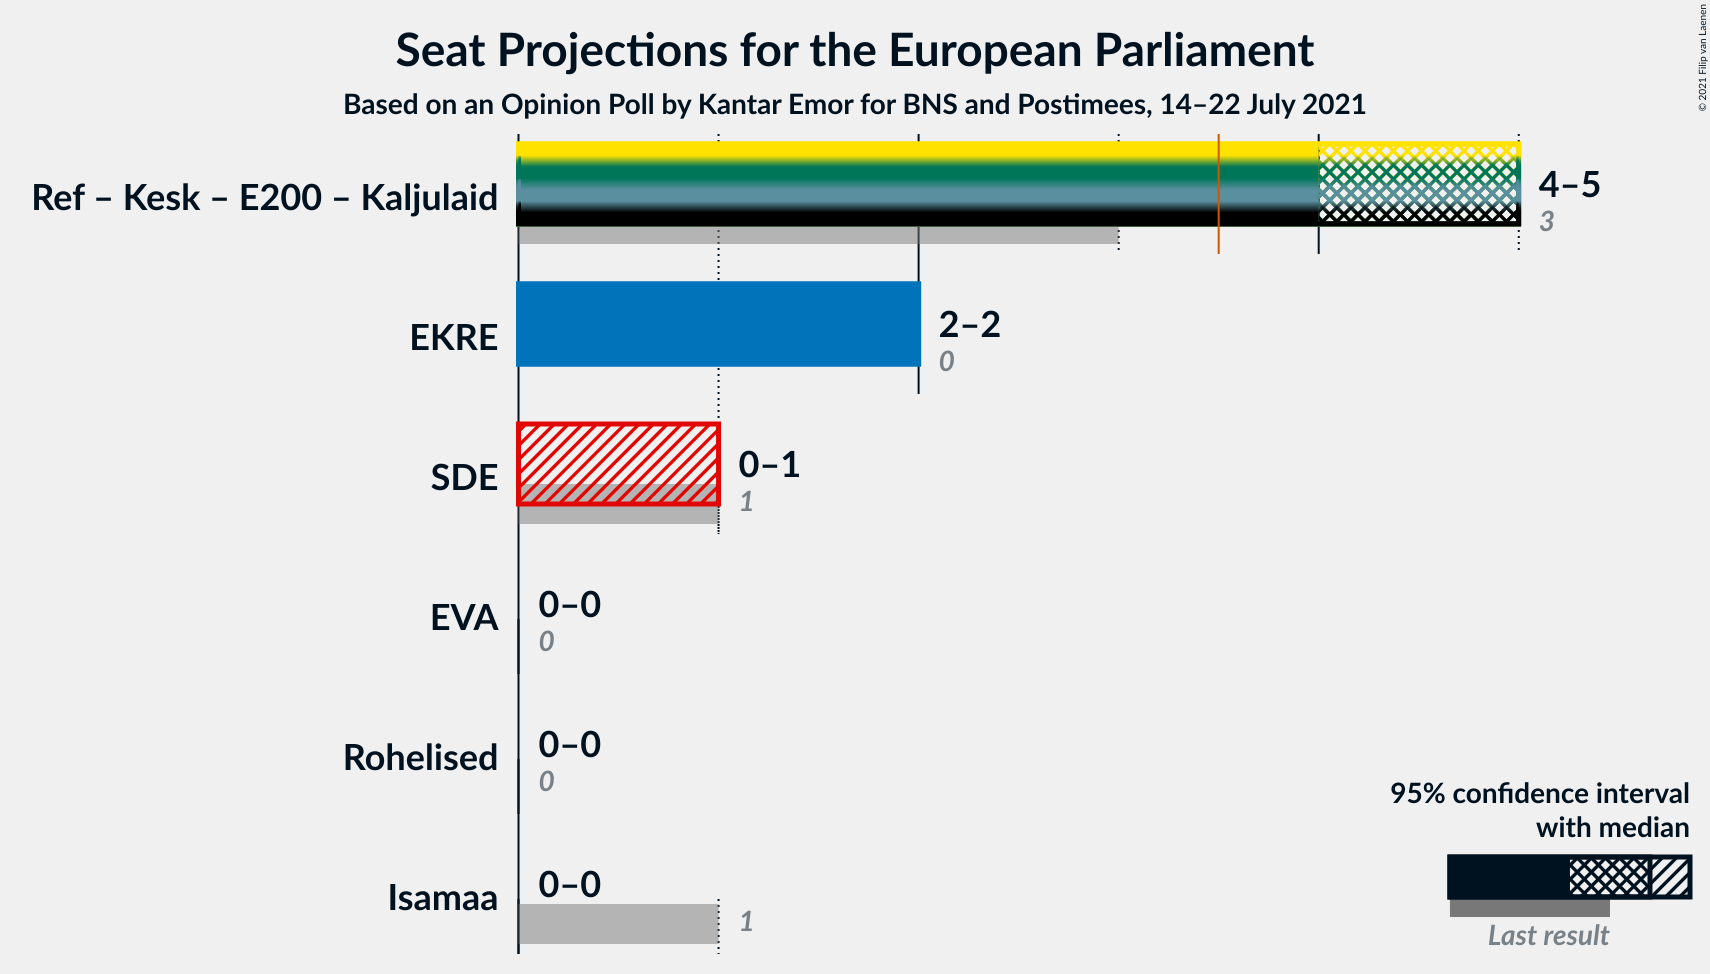 Seat Projections for the European Parliament
Based on an Opinion Poll by Kantar Emor for BNS and Postimees, 14–22 July 2021
© 2021 Filip van Laenen
Ref – Kesk – E200 – Kaljulaid
4–5
3
EKRE
2–2
0
SDE
0–1
1
EVA
0–0
0
Rohelised
0–0
0
Isamaa
0–0
1
95% confidence interval
with median
Last result